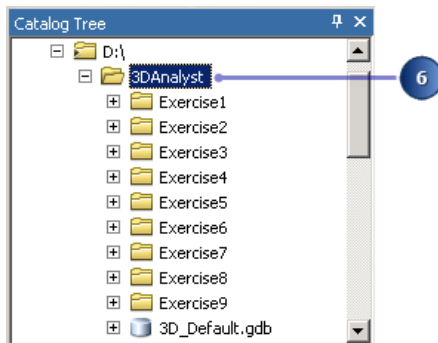 Catalog Tree
D:\
3DAnalyst
6
Exercise1
Exercise2
Exercise3
Exercise4
Exercise5
Exercise6
Exercise7
Exercise8
Exercise9
3D_Default.gdb